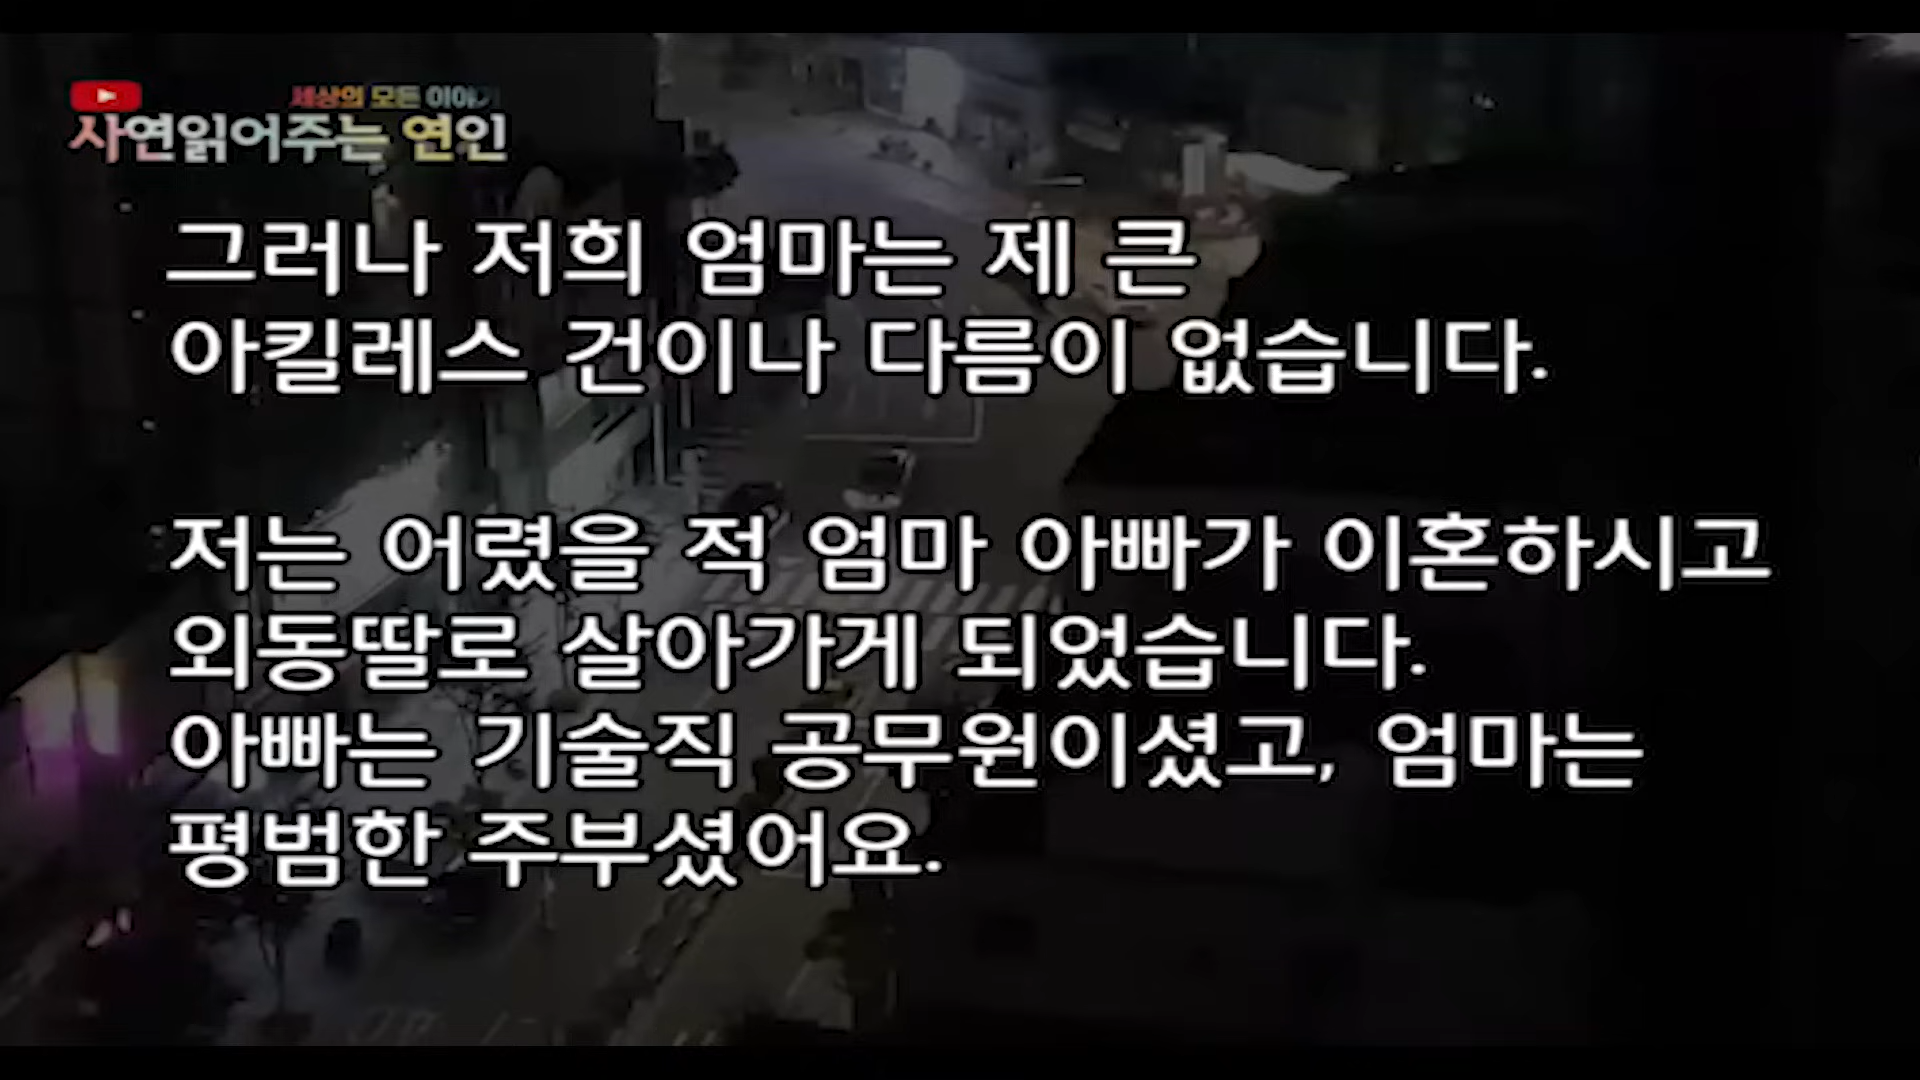 세상의 모든 이야기
사연읽어주는 연인
그러나 저희 엄마는 제 큰
아킬레스 건이나 다름이 없습니다.
저는 어렸을 적 엄마 아빠가 이혼하시고
외동딸로 살아가게 되었습니다.
아빠는 기술직 공무원이셨고, 엄마는
평범한 주부셨어요.